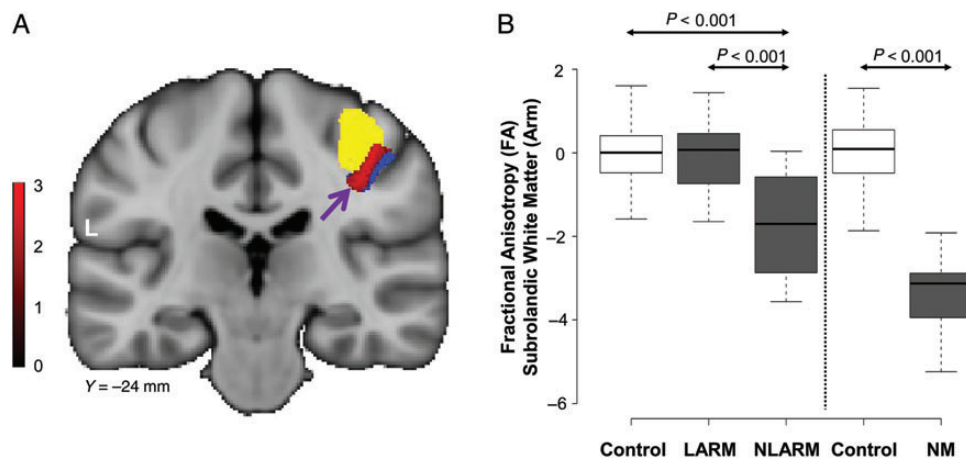 A
3
2
1
0
L
Y = –24 mm
B
P < 0.001
P < 0.001
P < 0.001
Fractional Anisotropy (FA)
Subrolandic White Matter (Arm)
2
0
–2
–4
–6
Control LARM NLARM Control NM